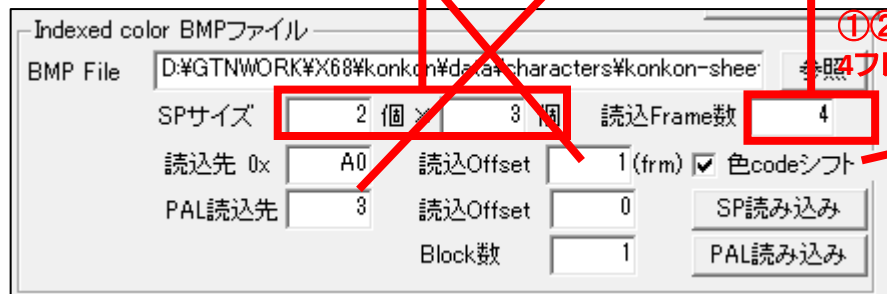 ①②
Indexed color BMPファイル
BMP File D:¥GTNWORK¥X68¥konkon¥data¥characters¥konkon-shee 参照
4フ
SPサイズ 2 個 × 3 個 読込Frame数 4
読込先 0x A0 読込Offset 1 (frm) 色codeシフト
PAL読込先 3 読込Offset 0 SP読み込み
Block数 1 PAL読み込み